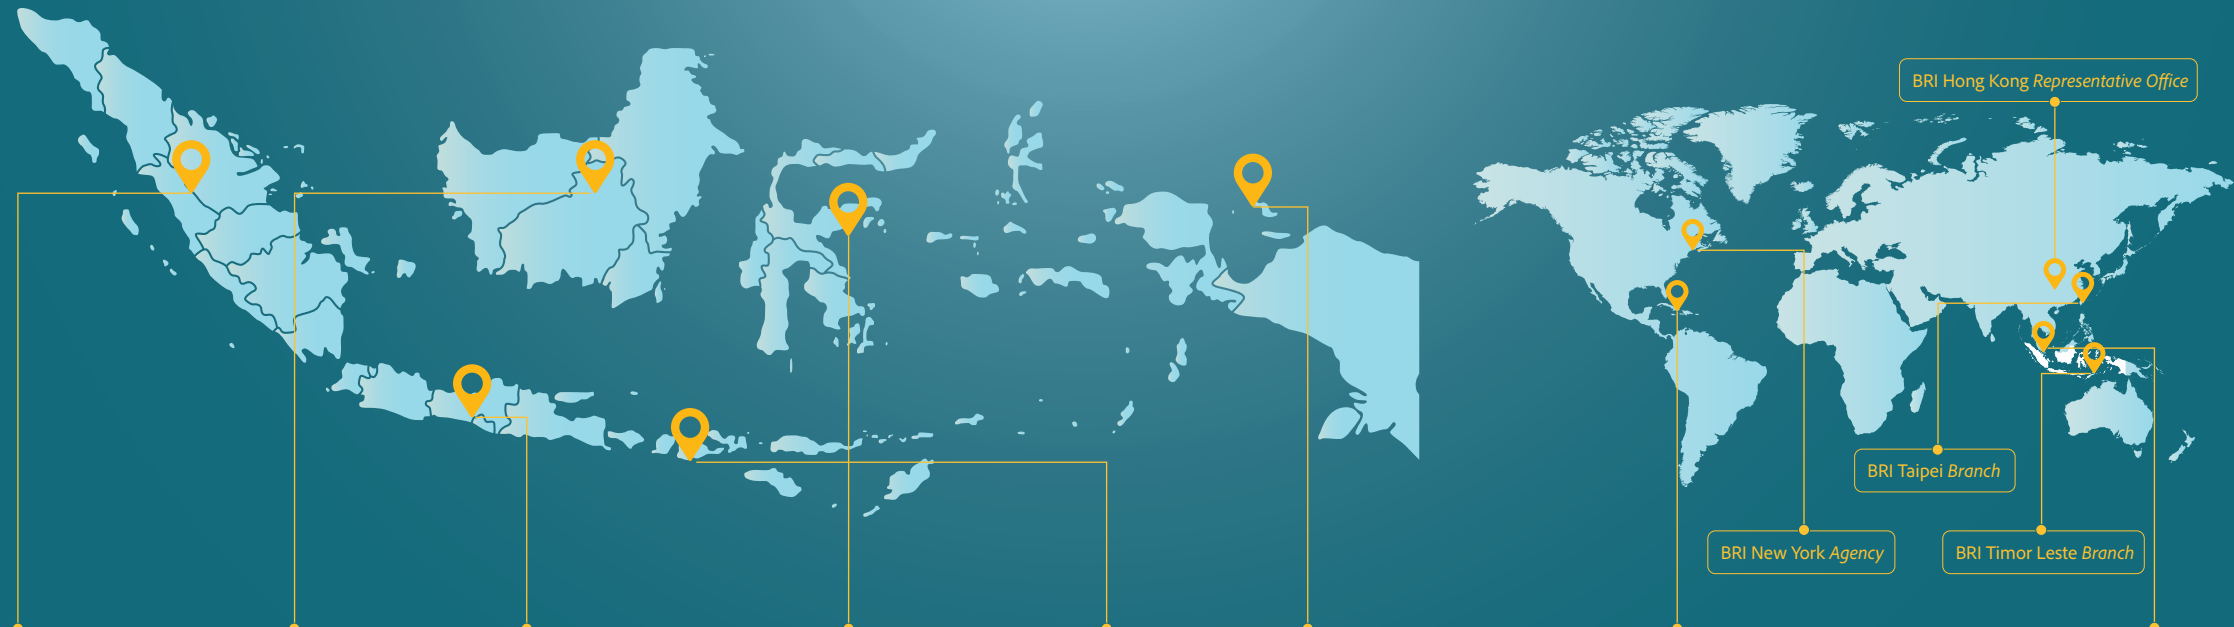 BRI Hong Kong Representative Office
BRI Taipei Branch
BRI New York Agency
BRI Timor Leste Branch